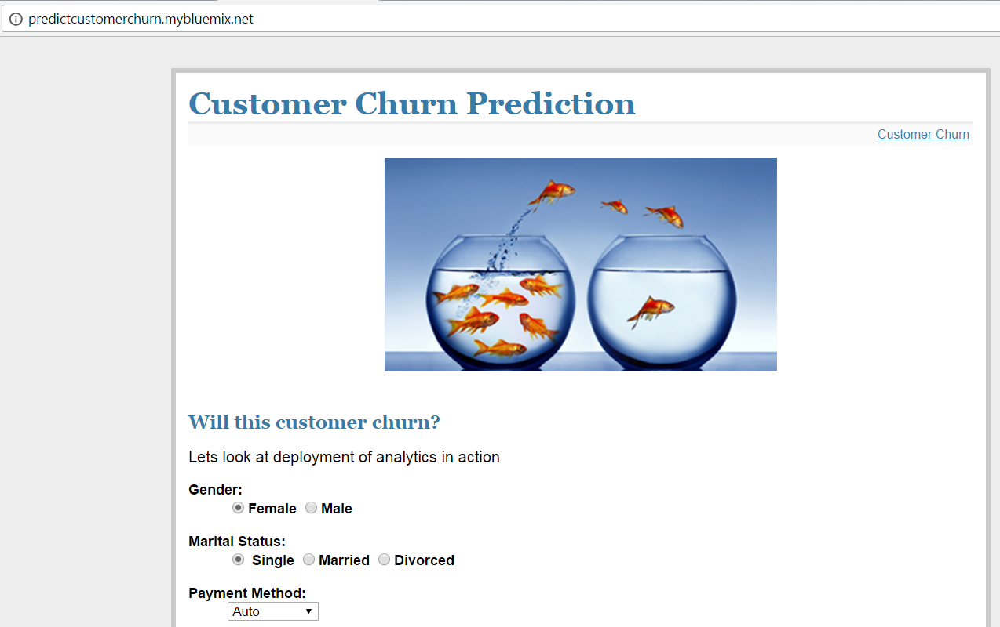 predictcustomerchurn.mybluemix.net
Customer Churn Prediction
Customer Churn
Will this customer churn?
Lets look at deployment of analytics in action
Gender:
Female Male
Marital Status:
Single Married Divorced
Payment Method:
Auto